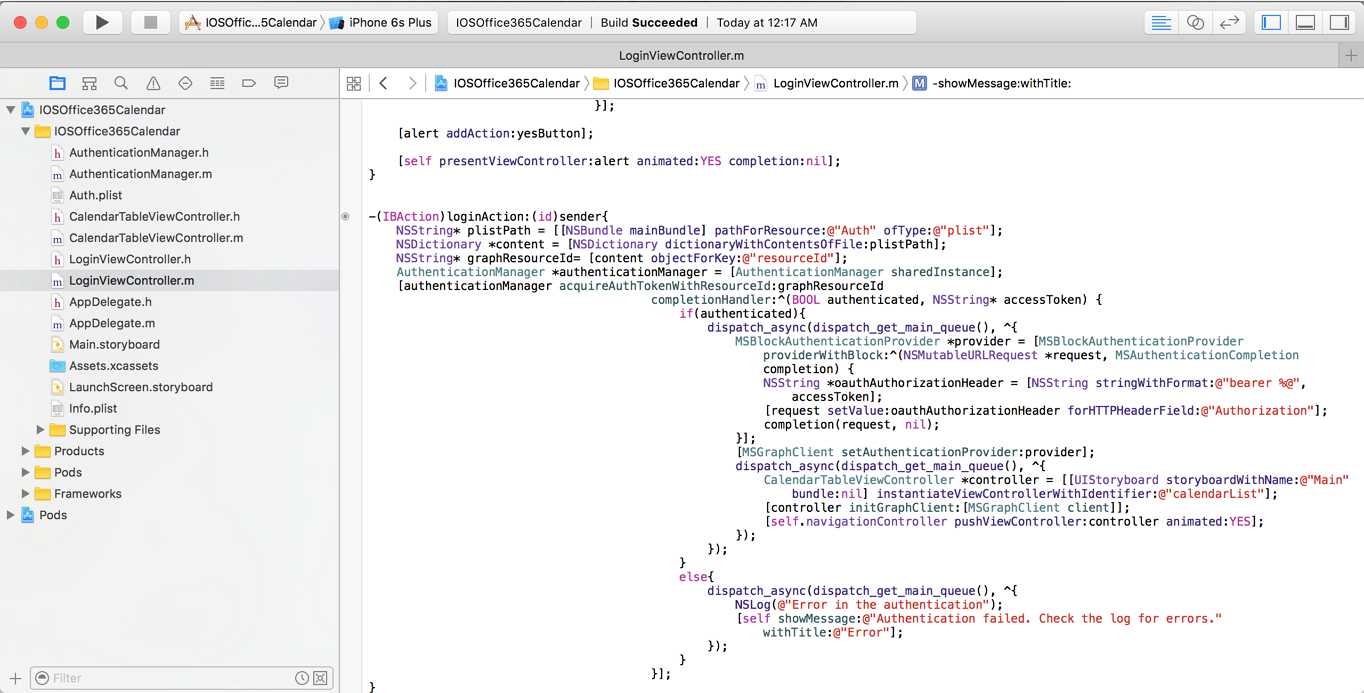 IOSOffic...5Calendar iPhone 6s Plus IOSOffice365Calendar | Build Succeeded | Today at 12:17 AM
LoginViewController.m
IOSOffice365Calendar IOSOffice365Calendar m LoginViewController.m M -showMessage:withTitle:
IOSOffice365Calendar
IOSOffice365Calendar
h AuthenticationManager.h
m AuthenticationManager.m
Auth.plist
h CalendarTableViewController.h
m CalendarTableViewController.m
h LoginViewController.h
m LoginViewController.m
h AppDelegate.h
m AppDelegate.m
Main.storyboard
Assets.xcassets
LaunchScreen.storyboard
Info.plist
Supporting Files
Products
Pods
Frameworks
Pods
Filter
}];
[alert addAction:yesButton];
[self presentViewController:alert animated:YES completion:nil];
}
-(IBAction)loginAction:(id)sender{
NSString* plistPath = [[NSBundle mainBundle] pathForResource:@"Auth" ofType:@"plist"];
NSDictionary *content = [NSDictionary dictionaryWithContentsOfFile:plistPath];
NSString* graphResourceId= [content objectForKey:@"resourceId"];
AuthenticationManager *authenticationManager = [AuthenticationManager sharedInstance];
[authenticationManager acquireAuthTokenWithResourceId:graphResourceId
completionHandler:^(BOOL authenticated, NSString* accessToken) {
if(authenticated){
dispatch_async(dispatch_get_main_queue(), ^{
MSBlockAuthenticationProvider *provider = [MSBlockAuthenticationProvider
providerWithBlock:^(NSMutableURLRequest *request, MSAuthenticationCompletion
completion) {
NSString *oauthAuthorizationHeader = [NSString stringWithFormat:@"bearer %@",
accessToken];
[request setValue:oauthAuthorizationHeader forHTTPHeaderField:@"Authorization"];
completion(request, nil);
}];
[MSGraphClient setAuthenticationProvider:provider];
dispatch_async(dispatch_get_main_queue(), ^{
CalendarTableViewController *controller = [[UIStoryboard storyboardWithName:@"Main"
bundle:nil] instantiateViewControllerWithIdentifier:@"calendarList"];
[controller initGraphClient:[MSGraphClient client]];
[self.navigationController pushViewController:controller animated:YES];
});
});
}
else{
dispatch_async(dispatch_get_main_queue(), ^{
NSLog(@"Error in the authentication");
[self showMessage:@"Authentication failed. Check the log for errors."
withTitle:@"Error"];
});
}
}];
}